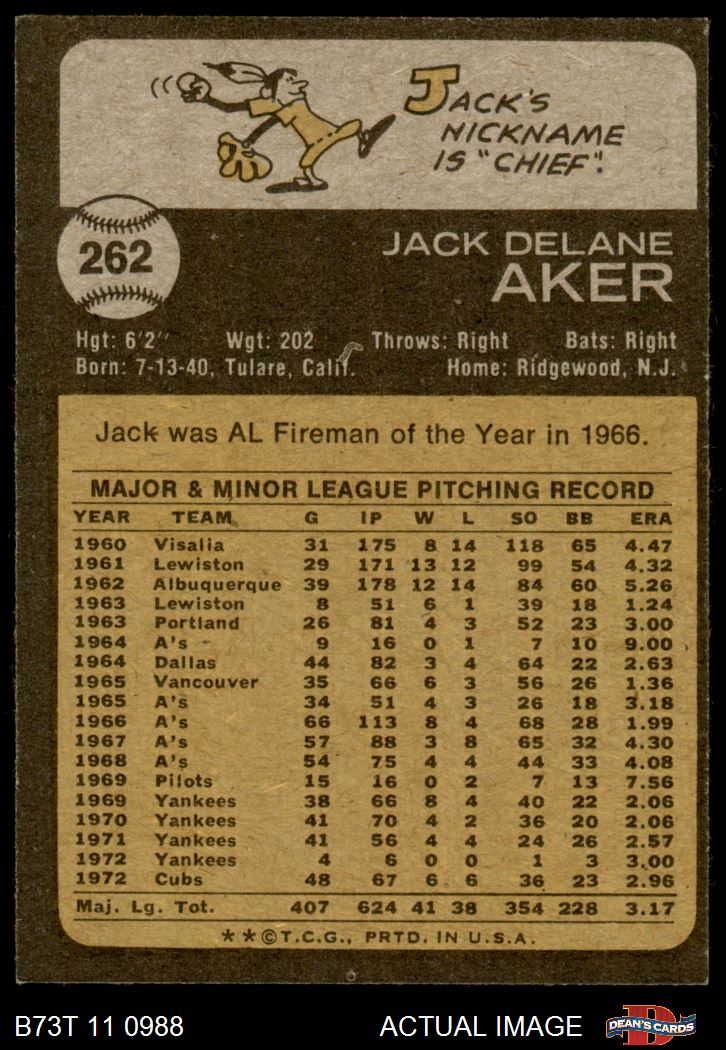 JACK'S
NICKNAME
IS "CHIEF".
262
JACK DELANE
AKER
Hgt: 6'2" Wgt: 202 Throws: Right Bats: Right
Born: 7-13-40, Tulare, Calif. Home: Ridgewood, N.J.
Jack was AL Fireman of the Year in 1966.
MAJOR & MINOR LEAGUE PITCHING RECORD
YEAR TEAM G IP W L SO BB ERA
1960 Visalia 31 175 8 14 118 65 4.47
1961 Lewiston 29 171 13 12 99 54 4.32
1962 Albuquerque 39 178 12 14 84 60 5.26
1963 Lewiston 8 51 6 1 39 18 1.24
1963 Portland 26 81 4 3 52 23 3.00
1964 A's 9 16 0 1 7 10 9.00
1964 Dallas 44 82 3 4 64 22 2.63
1965 Vancouver 35 66 6 3 56 26 1.36
1965 A's 34 51 4 3 26 18 3.18
1966 A's 66 113 8 4 68 28 1.99
1967 A's 57 88 3 8 65 32 4.30
1968 A's 54 75 4 4 44 33 4.08
1969 Pilots 15 16 0 2 7 13 7.56
1969 Yankees 38 66 8 4 40 22 2.06
1970 Yankees 41 70 4 2 36 20 2.06
1971 Yankees 41 56 4 4 24 26 2.57
1972 Yankees 4 6 0 0 1 3 3.00
1972 Cubs 48 67 6 6 36 23 2.96
Maj. Lg. Tot. 407 624 41 38 354 228 3.17
**©T.C.G., PRTD. IN U.S.A.
B73T 11 0988 ACTUAL IMAGE DEAN'S CARDS